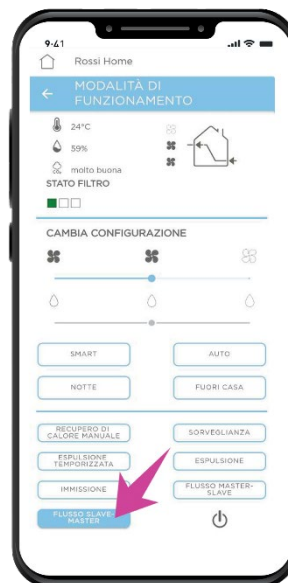 9:41
Rossi Home
MODALITÀ DI
FUNZIONAMENTO
24°C
59%
molto buona
STATO FILTRO
CAMBIA CONFIGURAZIONE
SMART
AUTO
NOTTE
FUORI CASA
RECUPERO DI
CALORE MANUALE
SORVEGLIANZA
ESPULSIONE
TEMPORIZZATA
ESPULSIONE
IMMISSIONE
FLUSSO MASTER-
SLAVE
FLUSSO SLAVE-
MASTER